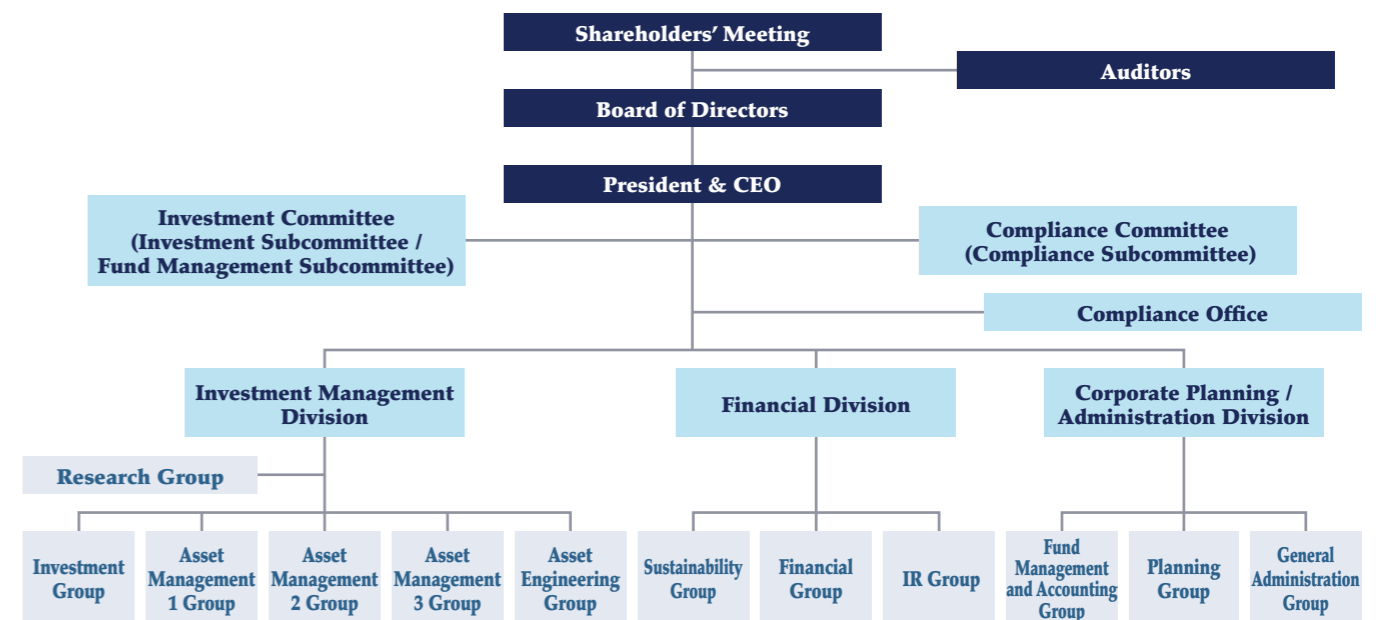 Shareholders’ Meeting
Auditors
Board of Directors
President & CEO
Investment Committee
(Investment Subcommittee /
Fund Management Subcommittee)
Compliance Committee
(Compliance Subcommittee)
Compliance Office
Investment Management
Division
Financial Division
Corporate Planning /
Administration Division
Research Group
Investment
Group
Asset
Management
1 Group
Asset
Management
2 Group
Asset
Management
3 Group
Asset
Engineering
Group
Sustainability
Group
Financial
Group
IR Group
Fund
Management
and Accounting
Group
Planning
Group
General
Administration
Group